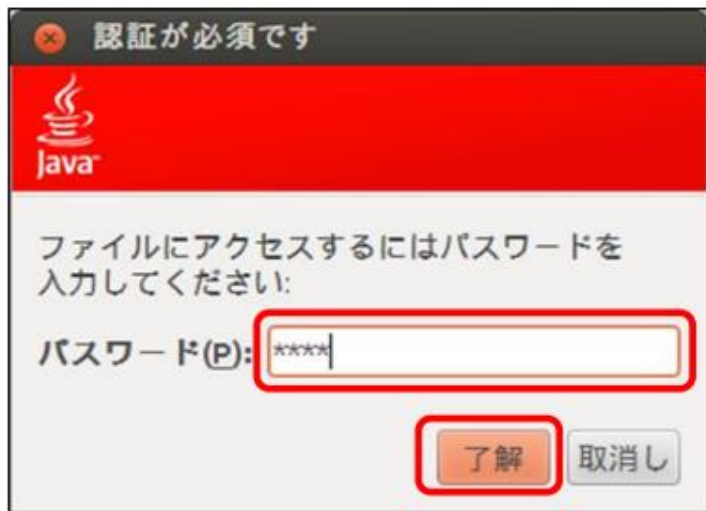 認証が必須です
Java
ファイルにアクセスするにはパスワードを
入力してください:
パスワード(P): ****
了解 取消し